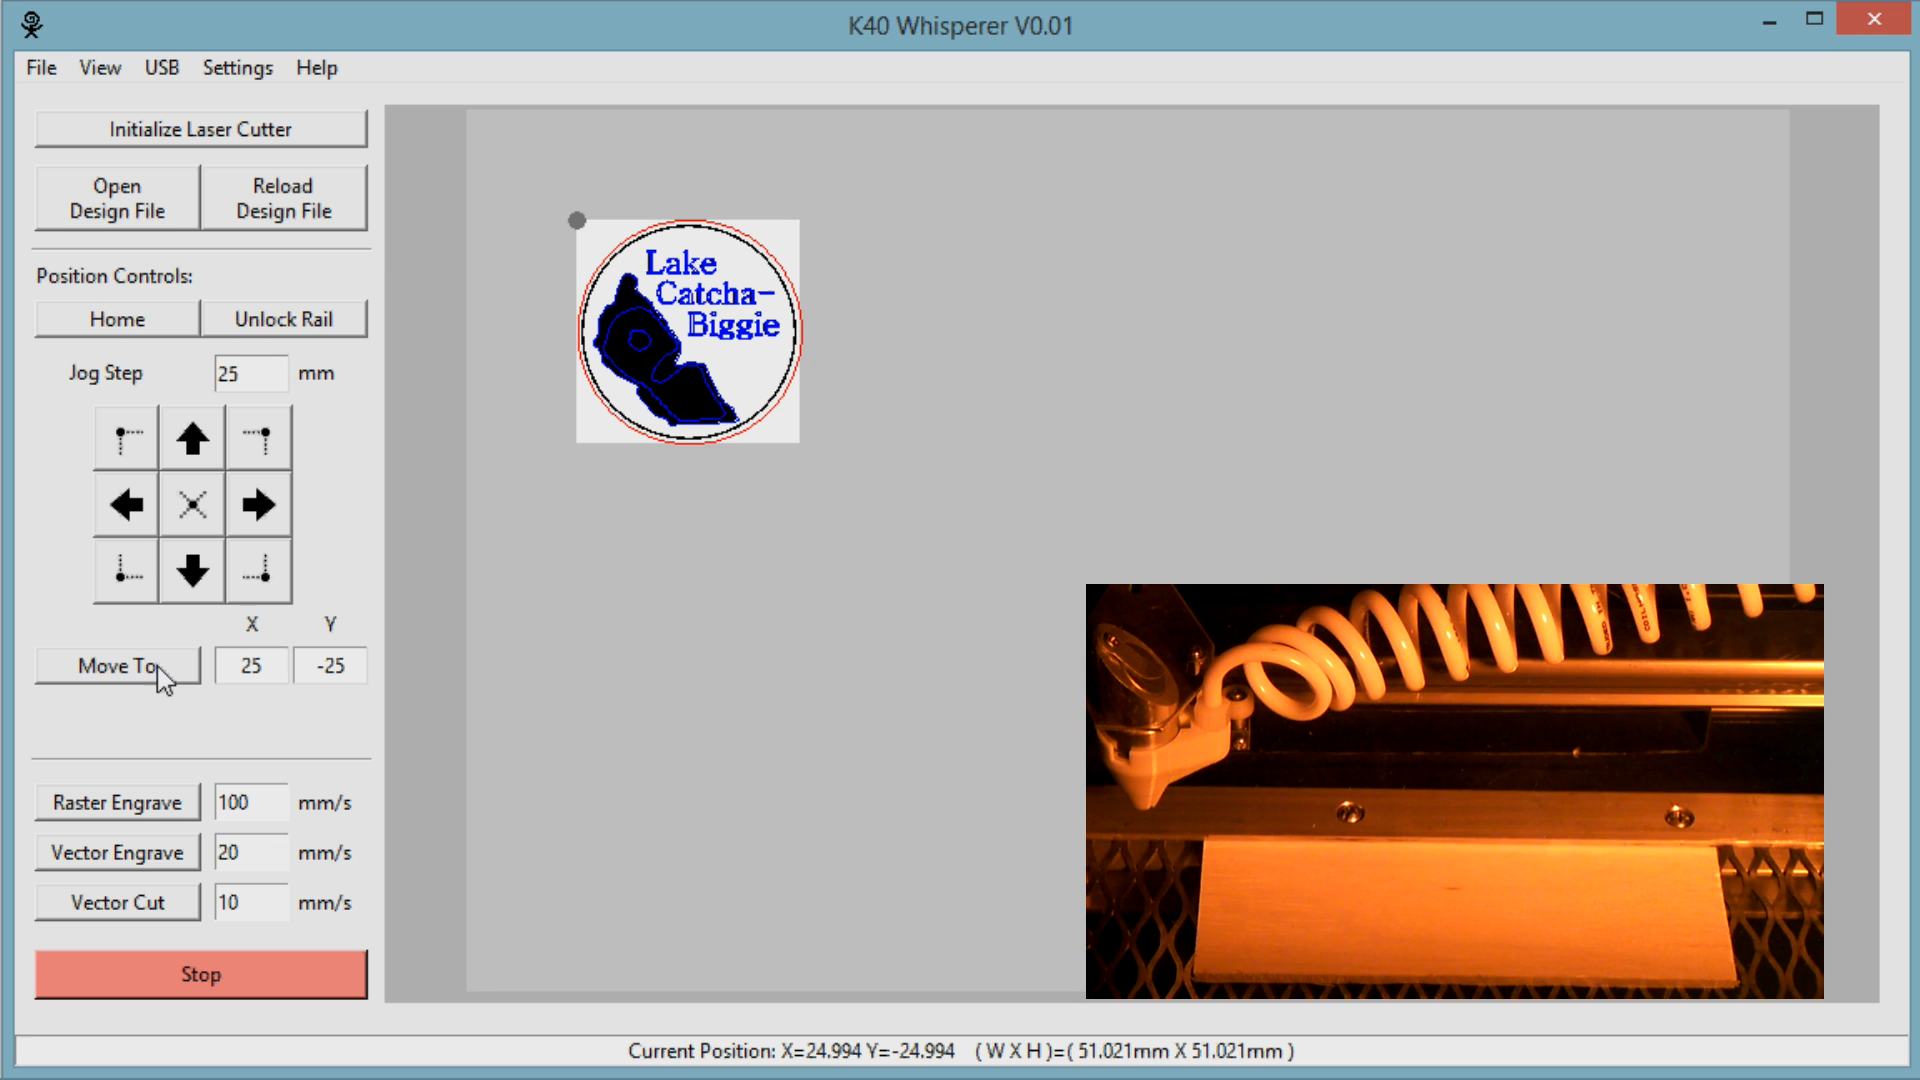 K40 Whisperer V0.01
File View USB Settings Help
Initialize Laser Cutter
Open
Design File
Reload
Design File
Position Controls:
Home
Unlock Rail
Jog Step 25 mm
X Y
Move To 25 -25
Raster Engrave 100 mm/s
Vector Engrave 20 mm/s
Vector Cut 10 mm/s
Stop
Lake
Catcha-
Biggie
Current Position: X=24.994 Y=-24.994 ( W X H )=( 51.021mm X 51.021mm )